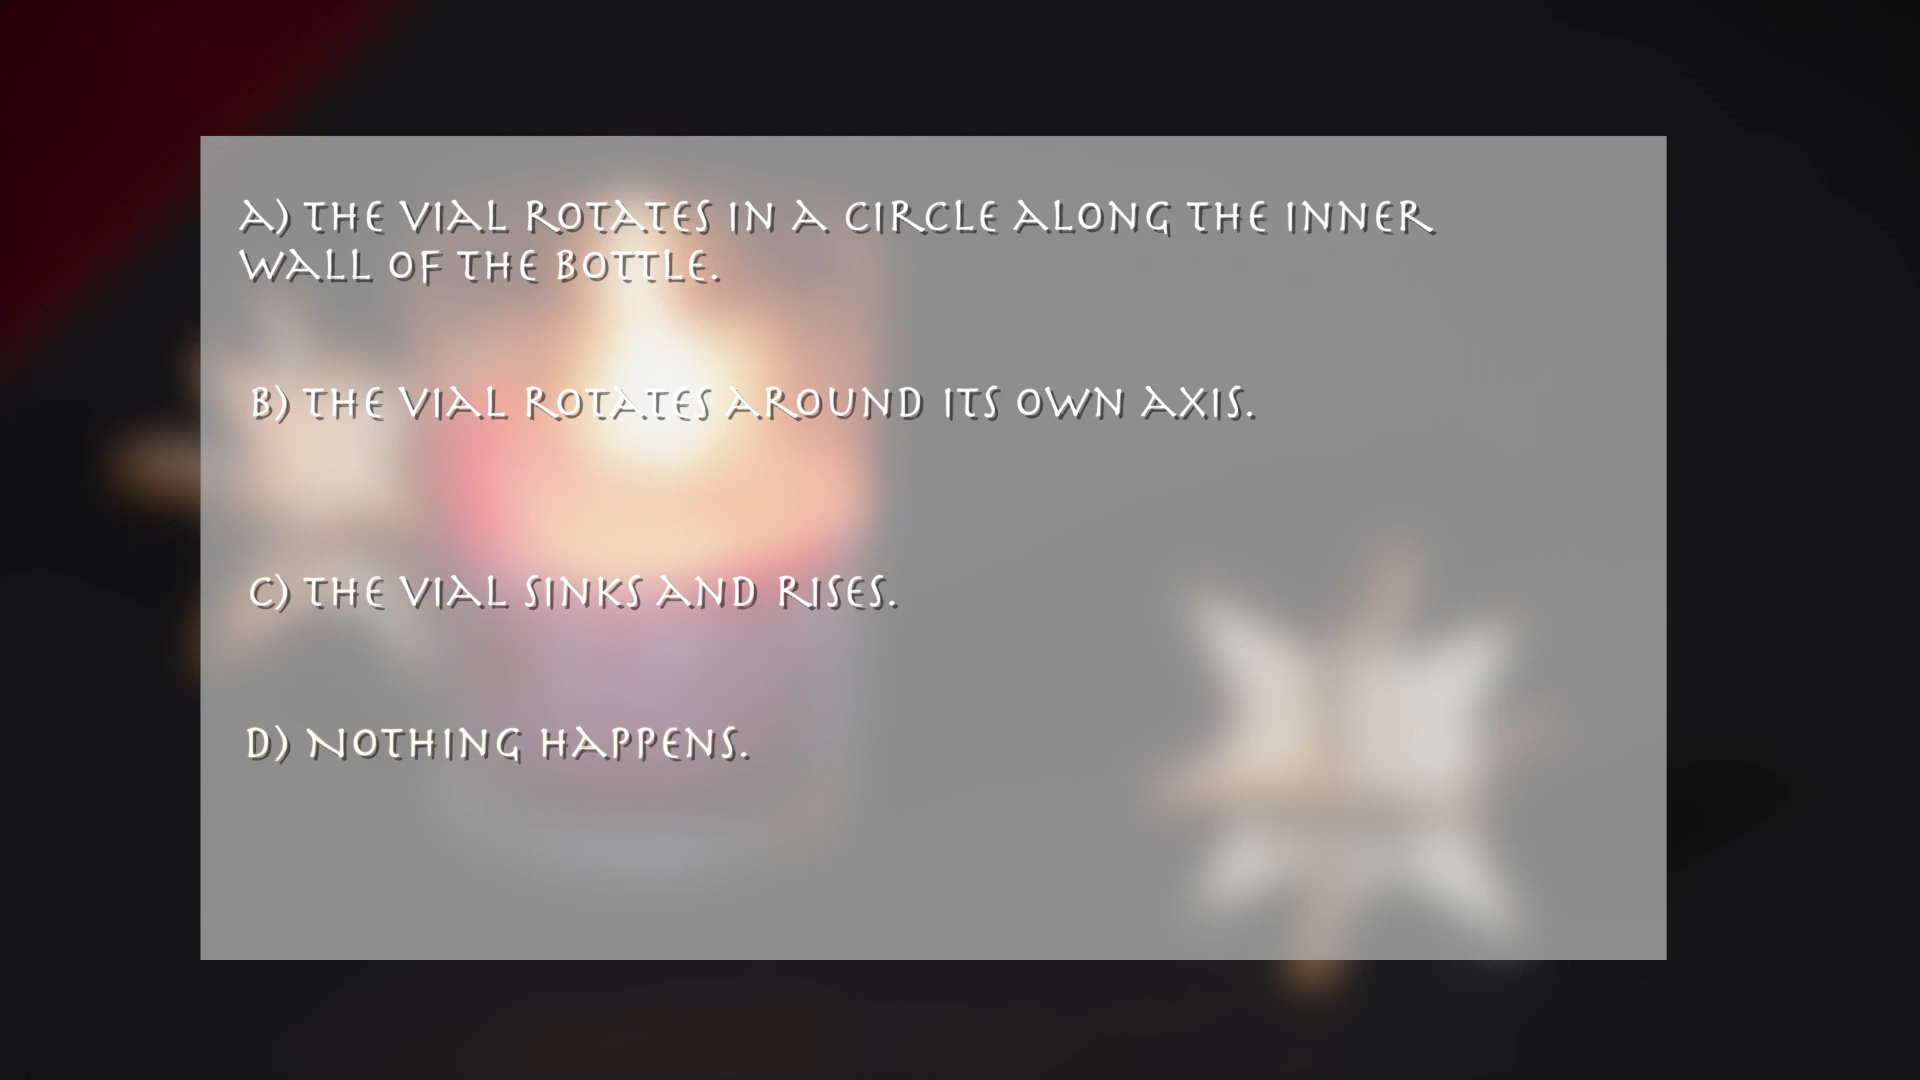 A) THE VIAL ROTATES IN A CIRCLE ALONG THE INNER
WALL OF THE BOTTLE.
B) THE VIAL ROTATES AROUND ITS OWN AXIS.
C) THE VIAL SINKS AND RISES.
D) NOTHING HAPPENS.